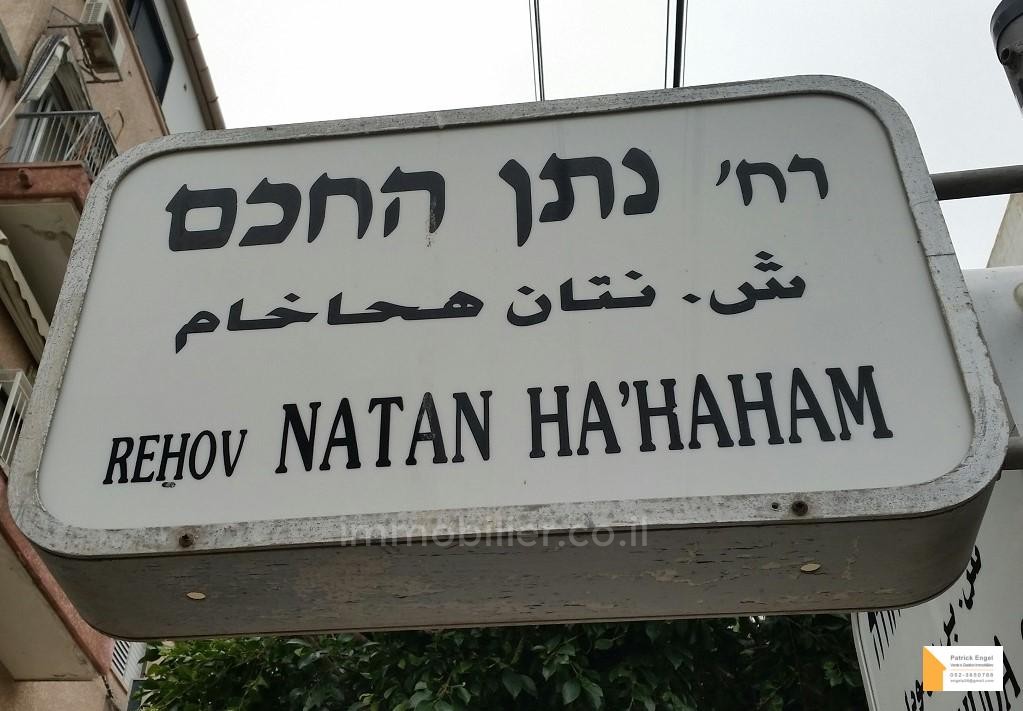 רח' נתן החכם
ش. نتان هحاخام
REHOV NATAN HA'HAHAM
immobilier.co.il
Patrick Engel